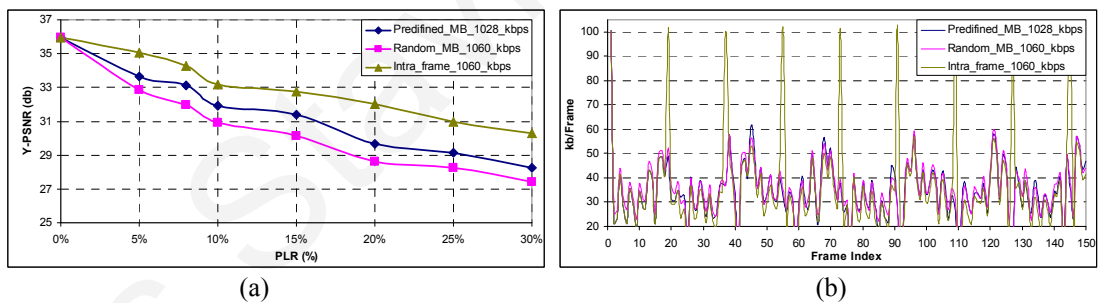 37
35
33
31
29
27
25
Y-PSNR (db)
0% 5% 10% 15% 20% 25% 30%
PLR (%)
Predifined_MB_1028_kbps
Random_MB_1060_kbps
Intra_frame_1060_kbps
(a)
100
90
80
70
60
50
40
30
20
kb/Frame
1 10 20 30 40 50 60 70 80 90 100 110 120 130 140 150
Frame Index
Predifined_MB_1028_kbps
Random_MB_1060_kbps
Intra_frame_1060_kbps
(b)